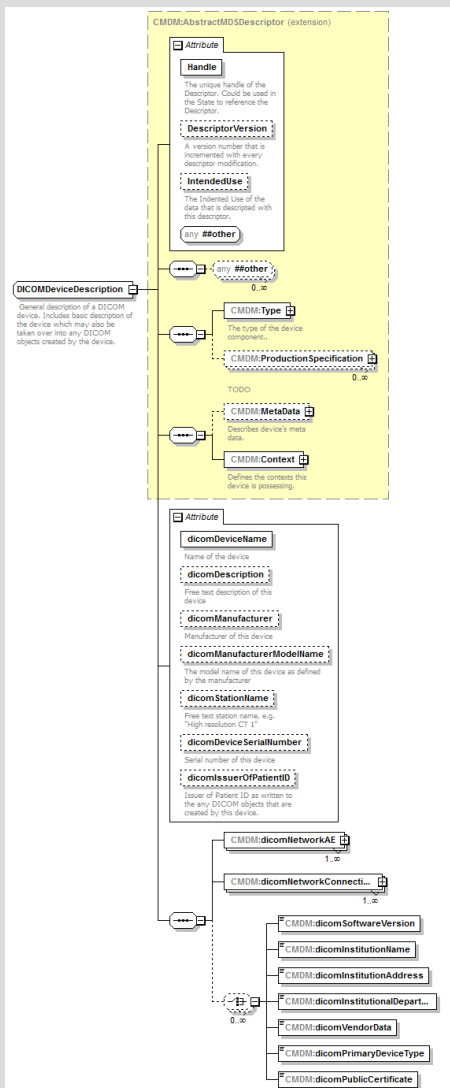 CMDM:AbstractMDSDescriptor (extension)
Attribute
Handle
The unique handle of the
Descriptor. Could be used in
the State to reference the
Descriptor.
DescriptorVersion
A version number that is
incremented with every
descriptor modification.
IntendedUse
The Indented Use of the
data that is descripted with
this descriptor.
any ##other
any ##other
0..∞
DICOMDeviceDescription
General description of a DICOM
device. Includes basic description of
the device which may also be
taken over into any DICOM
objects created by the device.
CMDM:Type
The type of the device
component..
CMDM:ProductionSpecification
0..∞
TODO
CMDM:MetaData
Describes device's meta
data.
CMDM:Context
Defines the contexts this
device is possessing.
Attribute
dicomDeviceName
Name of the device
dicomDescription
Free text description of this
device
dicomManufacturer
Manufacturer of this device
dicomManufacturerModelName
The model name of this device as defined
by the manufacturer
dicomStationName
Free text station name, e.g.
"High resolution CT 1"
dicomDeviceSerialNumber
Serial number of this device
dicomIssuerOfPatientID
Issuer of Patient ID as written to
the any DICOM objects that are
created by this device.
CMDM:dicomNetworkAE
1..∞
CMDM:dicomNetworkConnecti...
1..∞
CMDM:dicomSoftwareVersion
CMDM:dicomInstitutionName
CMDM:dicomInstitutionAddress
CMDM:dicomInstitutionalDepart...
0..∞
CMDM:dicomVendorData
CMDM:dicomPrimaryDeviceType
CMDM:dicomPublicCertificate